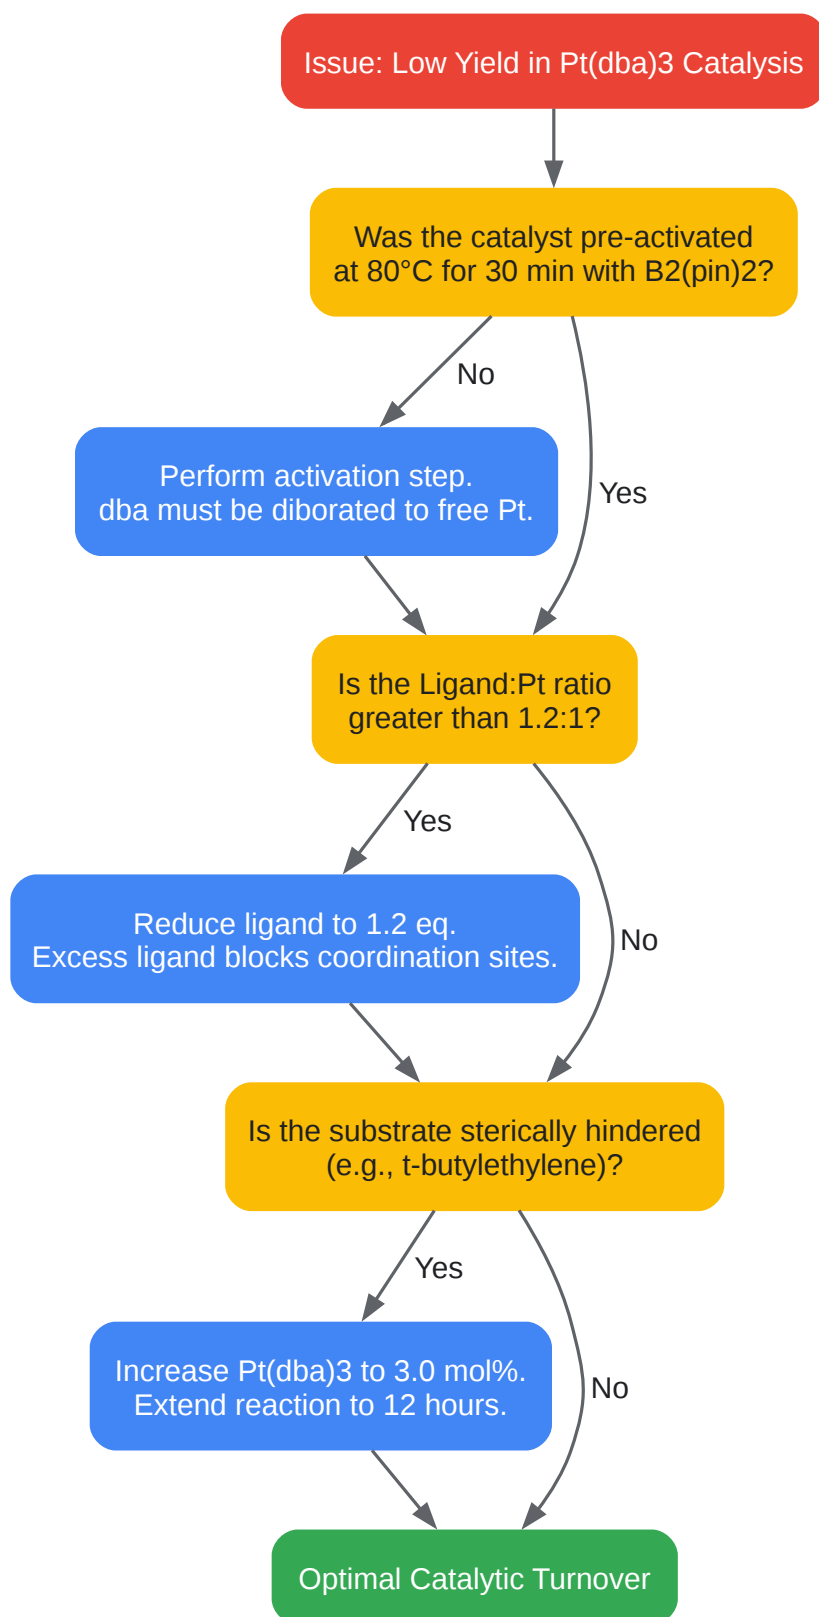 Issue: Low Yield in Pt(dba)3 Catalysis
Was the catalyst pre-activated
at 80°C for 30 min with B2(pin)2?
No
Perform activation step.
dba must be diborated to free Pt.
Yes
Is the Ligand:Pt ratio
greater than 1.2:1?
Yes
Reduce ligand to 1.2 eq.
Excess ligand blocks coordination sites.
No
Is the substrate sterically hindered
(e.g., t-butylethylene)?
Yes
Increase Pt(dba)3 to 3.0 mol%.
Extend reaction to 12 hours.
No
Optimal Catalytic Turnover